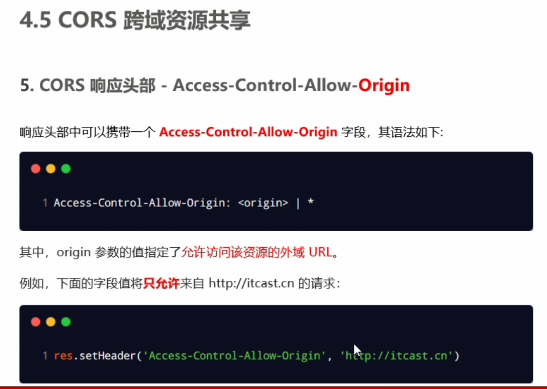 4.5 CORS 跨域资源共享
5. CORS 响应头部 - Access-Control-Allow-Origin
响应头部中可以携带一个 Access-Control-Allow-Origin 字段，其语法如下:
1 Access-Control-Allow-Origin: <origin> | *
其中，origin 参数的值指定了允许访问该资源的外域 URL。
例如，下面的字段值将只允许来自 http://itcast.cn 的请求：
1 res.setHeader('Access-Control-Allow-Origin', 'http://itcast.cn')